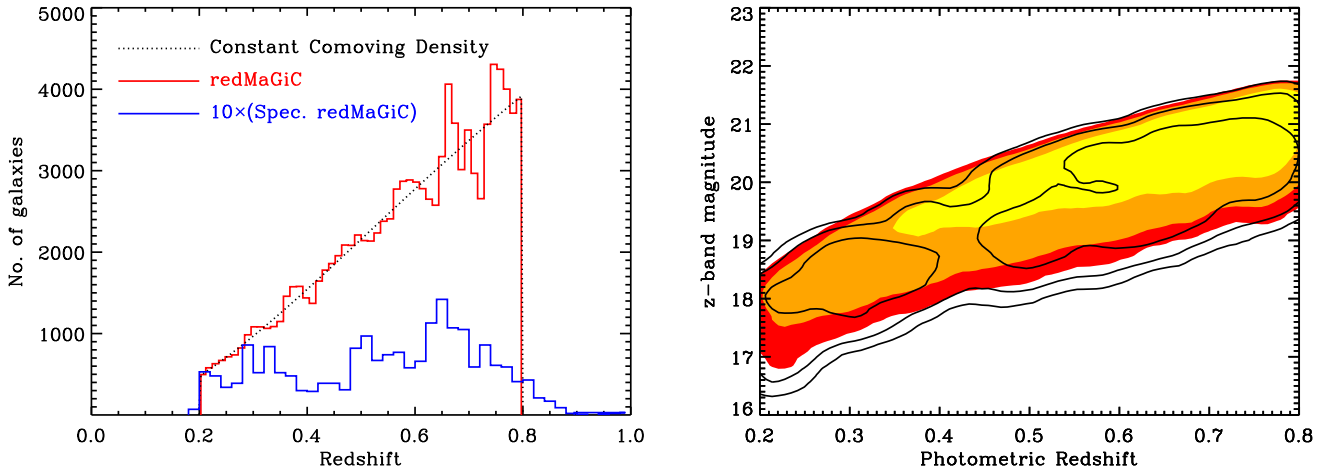 5000
4000
3000
2000
1000
No. of galaxies
Constant Comoving Density
redMaGiC
10×(Spec. redMaGiC)
0.0 0.2 0.4 0.6 0.8 1.0
Redshift
23
22
21
20
19
18
17
16
z-band magnitude
0.2 0.3 0.4 0.5 0.6 0.7 0.8
Photometric Redshift